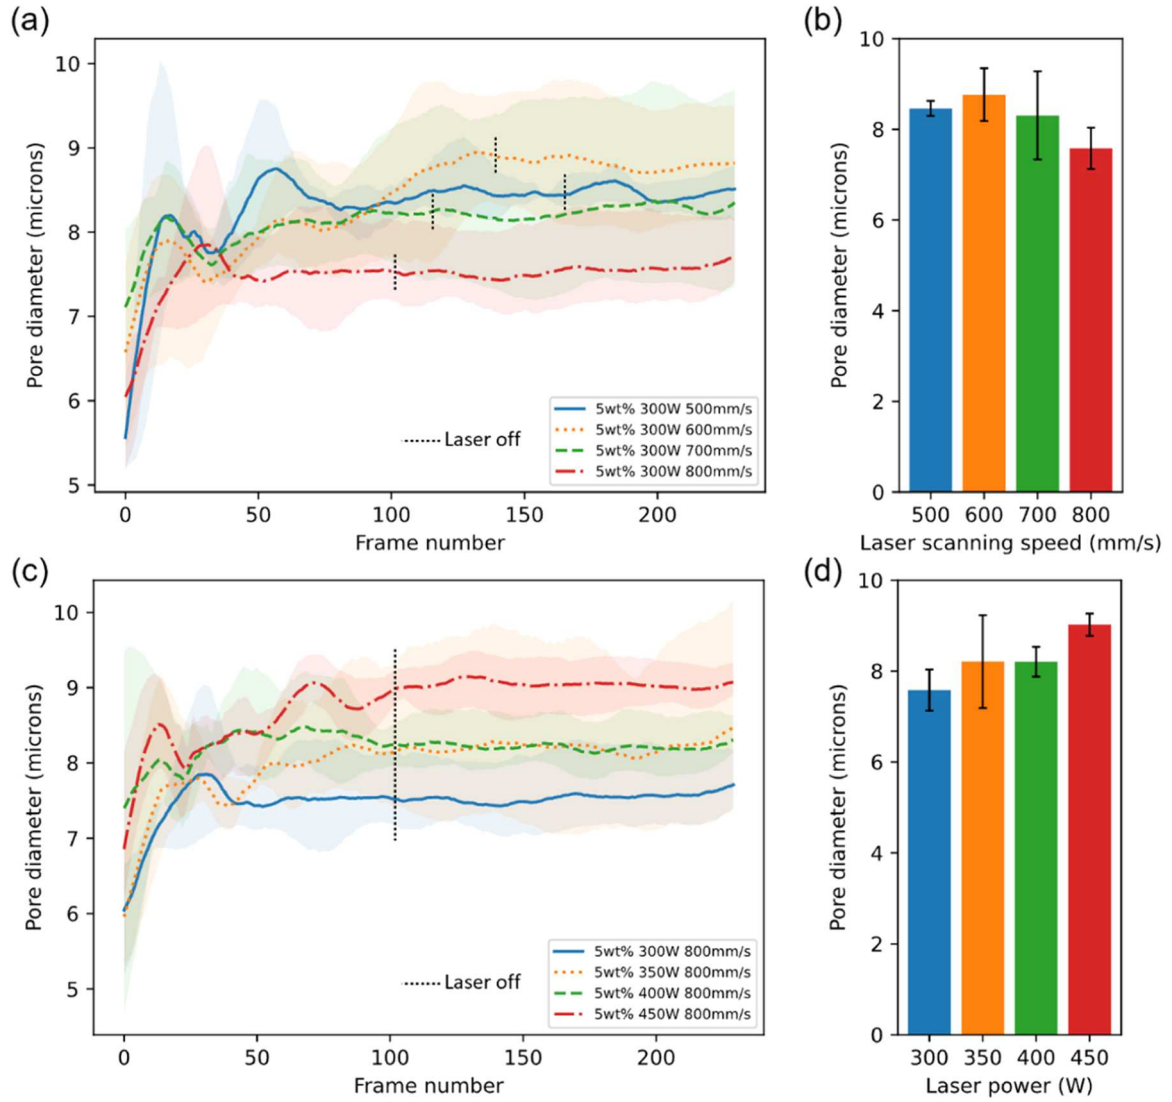 (a)
10
9
8
7
6
5
Pore diameter (microns)
0
50
100
150
200
Frame number
Laser off
5wt% 300W 500mm/s
5wt% 300W 600mm/s
5wt% 300W 700mm/s
5wt% 300W 800mm/s
(b)
10
8
6
4
2
0
Pore diameter (microns)
500 600 700 800
Laser scanning speed (mm/s)
(c)
10
9
8
7
6
5
Pore diameter (microns)
0
50
100
150
200
Frame number
Laser off
5wt% 300W 800mm/s
5wt% 350W 800mm/s
5wt% 400W 800mm/s
5wt% 450W 800mm/s
(d)
10
8
6
4
2
0
Pore diameter (microns)
300 350 400 450
Laser power (W)